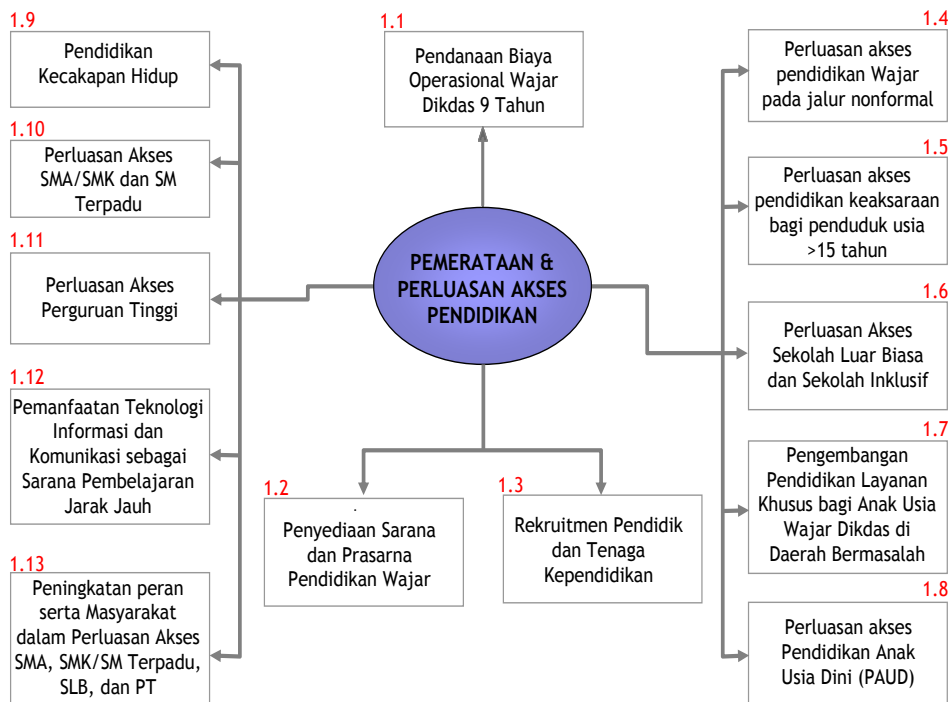 1.9
Pendidikan
Kecakapan Hidup
1.10
Perluasan Akses
SMA/SMK dan SM
Terpadu
1.11
Perluasan Akses
Perguruan Tinggi
1.12
Pemanfaatan Teknologi
Informasi dan
Komunikasi sebagai
Sarana Pembelajaran
Jarak Jauh
1.13
Peningkatan peran
serta Masyarakat
dalam Perluasan Akses
SMA, SMK/SM Terpadu,
SLB, dan PT
1.1
Pendanaan Biaya
Operasional Wajar
Dikdas 9 Tahun
PEMERATAAN &
PERLUASAN AKSES
PENDIDIKAN
1.2
.
Penyediaan Sarana
dan Prasarna
Pendidikan Wajar
1.3
Rekruitmen Pendidik
dan Tenaga
Kependidikan
1.4
Perluasan akses
pendidikan Wajar
pada jalur nonformal
1.5
Perluasan akses
pendidikan keaksaraan
bagi penduduk usia
>15 tahun
1.6
Perluasan Akses
Sekolah Luar Biasa
dan Sekolah Inklusif
1.7
Pengembangan
Pendidikan Layanan
Khusus bagi Anak Usia
Wajar Dikdas di
Daerah Bermasalah
1.8
Perluasan akses
Pendidikan Anak
Usia Dini (PAUD)